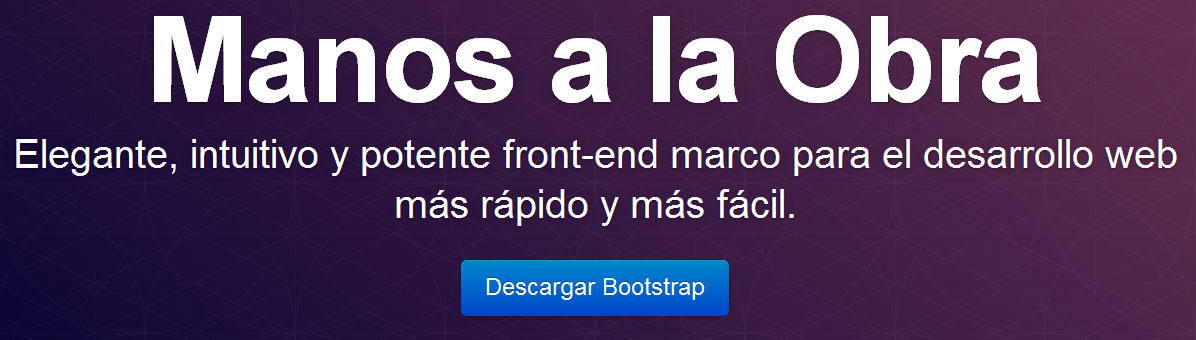 Manos a la Obra
Elegante, intuitivo y potente front-end marco para el desarrollo web
más rápido y más fácil.
Descargar Bootstrap